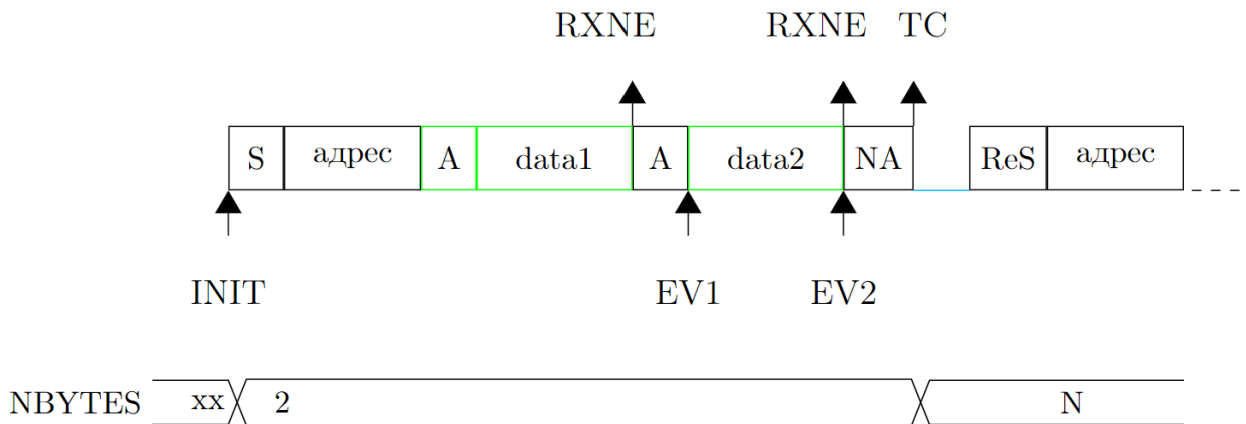 RXNE RXNE TC
S адрес A data1 A data2 NA ReS адрес
INIT EV1 EV2
NBYTES xx 2 N